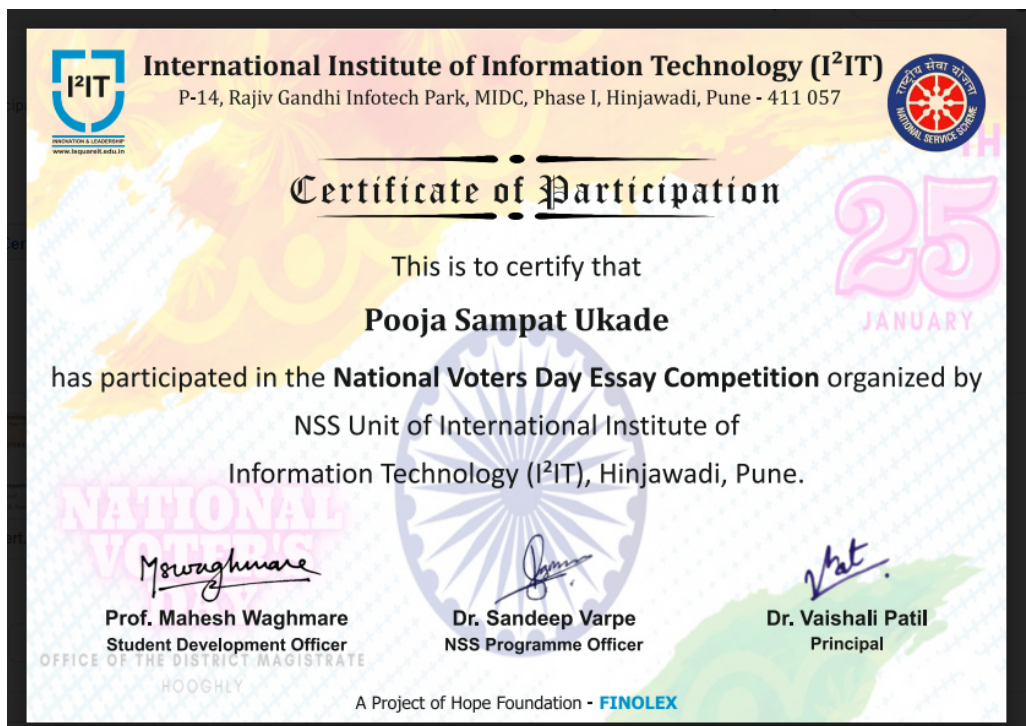 I²IT
INNOVATION & LEADERSHIP
www.isquareit.edu.in
International Institute of Information Technology (I²IT)
P-14, Rajiv Gandhi Infotech Park, MIDC, Phase I, Hinjawadi, Pune - 411 057
राष्ट्रीय सेवा योजना
NATIONAL SERVICE SCHEME
TH
25
JANUARY
Certificate of Participation
This is to certify that
Pooja Sampat Ukade
has participated in the National Voters Day Essay Competition organized by
NSS Unit of International Institute of
Information Technology (I²IT), Hinjawadi, Pune.
NATIONAL
VOTER'S
DAY
Prof. Mahesh Waghmare
Student Development Officer
Dr. Sandeep Varpe
NSS Programme Officer
Dr. Vaishali Patil
Principal
OFFICE OF THE DISTRICT MAGISTRATE
HOOGHLY
A Project of Hope Foundation - FINOLEX